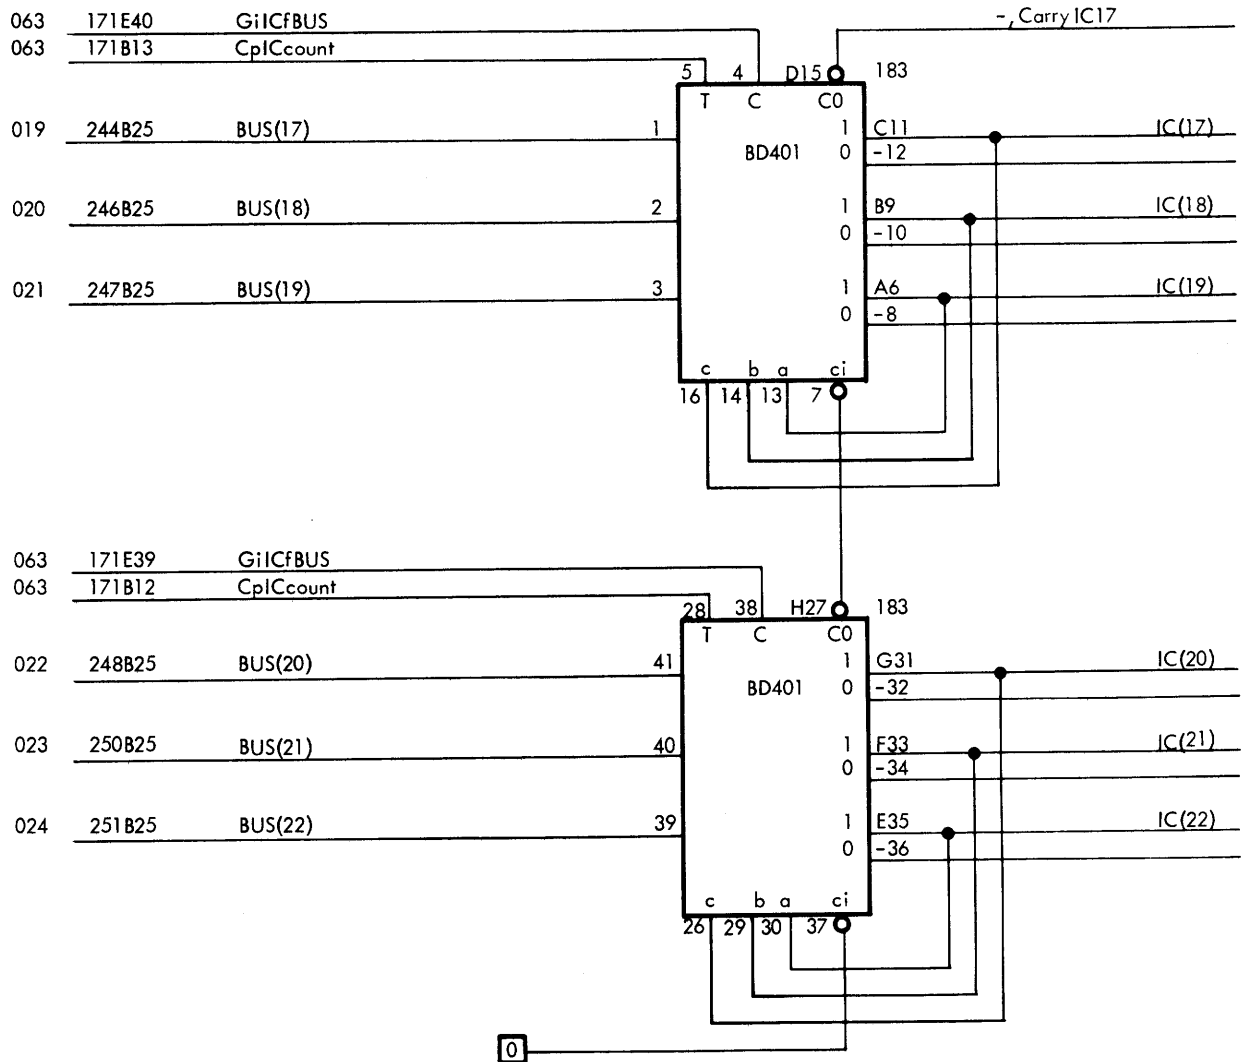 063 171E40 GiICfBUS -, Carry IC17
063 171B13 CpICcount
5 4 D15 183
T C C0
019 244B25 BUS(17) 1 1 C11 IC(17)
BD401 0 -12
020 246B25 BUS(18) 2 1 B9 IC(18)
0 -10
021 247B25 BUS(19) 3 1 A6 IC(19)
0 -8
c b a ci
16 14 13 7
063 171E39 GiICfBUS
063 171B12 CpICcount
28 38 H27 183
T C C0
022 248B25 BUS(20) 41 1 G31 IC(20)
BD401 0 -32
023 250B25 BUS(21) 40 1 F33 IC(21)
0 -34
024 251B25 BUS(22) 39 1 E35 IC(22)
0 -36
c b a ci
26 29 30 37
0